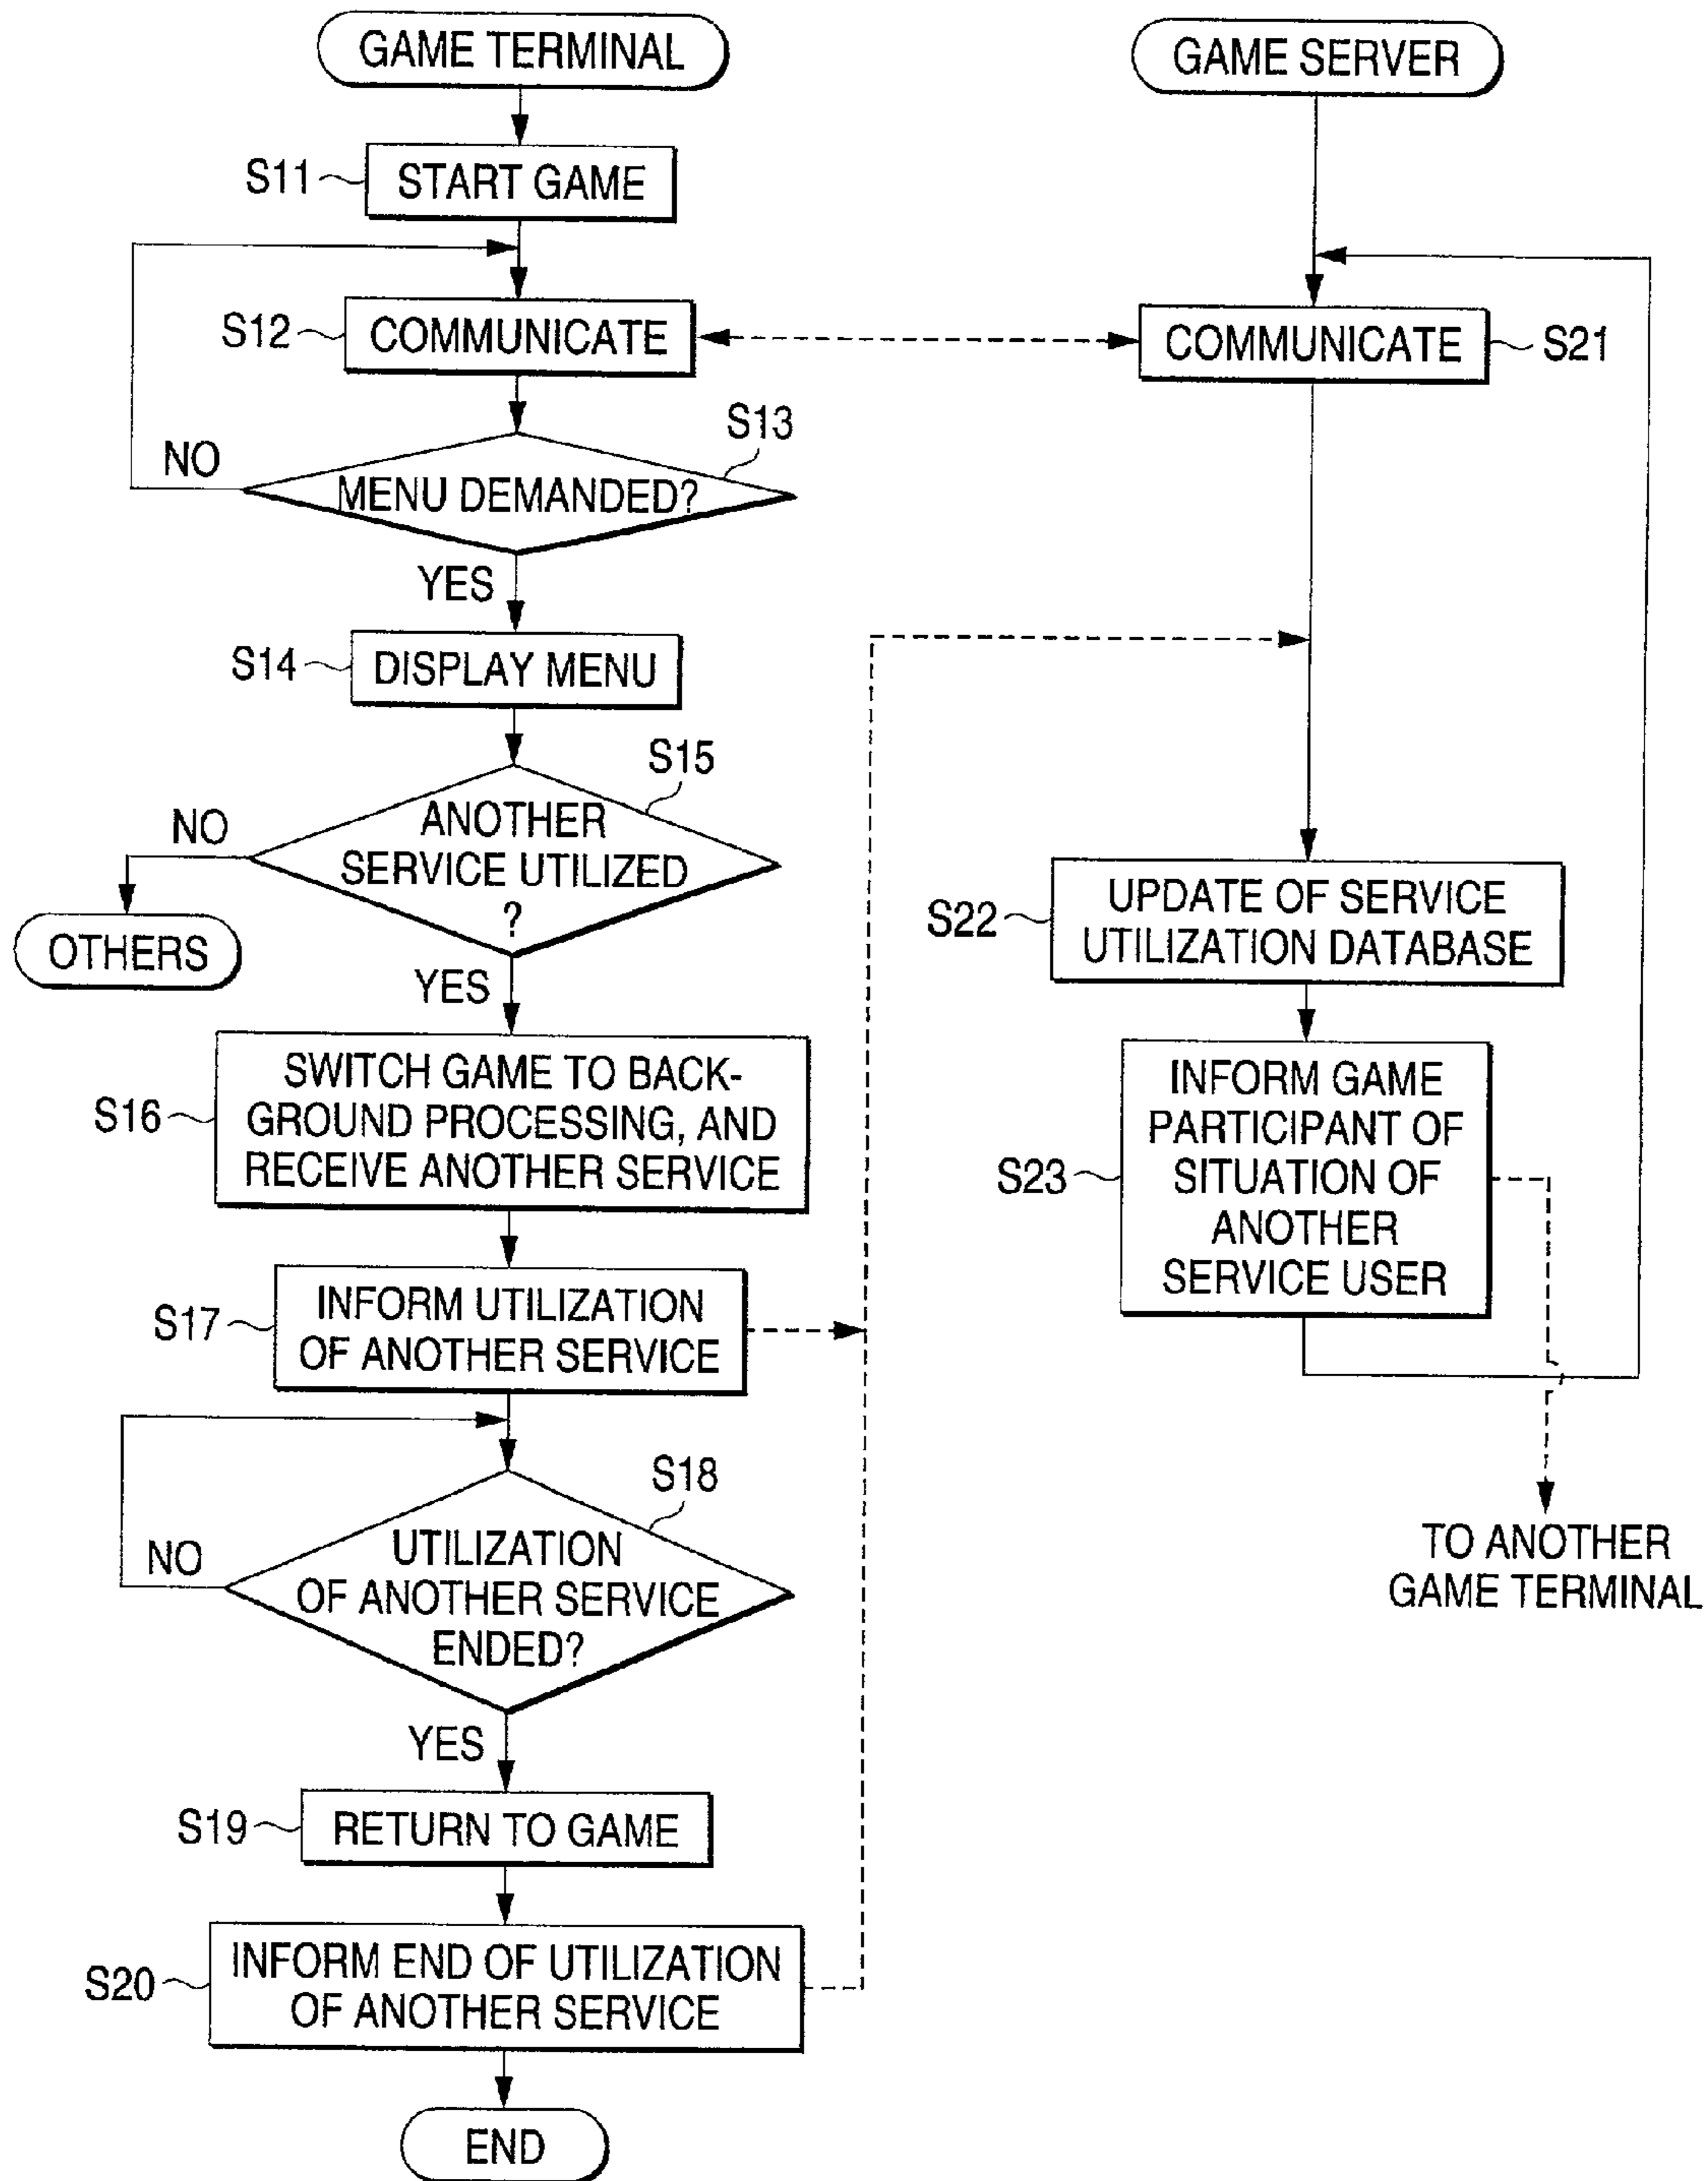 GAME TERMINAL
S11
START GAME
S12
COMMUNICATE
S13
MENU DEMANDED?
NO
YES
S14
DISPLAY MENU
S15
ANOTHER
SERVICE UTILIZED
?
NO
OTHERS
YES
S16
SWITCH GAME TO BACK-
GROUND PROCESSING, AND
RECEIVE ANOTHER SERVICE
S17
INFORM UTILIZATION
OF ANOTHER SERVICE
S18
UTILIZATION
OF ANOTHER SERVICE
ENDED?
NO
YES
S19
RETURN TO GAME
S20
INFORM END OF UTILIZATION
OF ANOTHER SERVICE
END
GAME SERVER
COMMUNICATE
S21
S22
UPDATE OF SERVICE
UTILIZATION DATABASE
S23
INFORM GAME
PARTICIPANT OF
SITUATION OF
ANOTHER
SERVICE USER
TO ANOTHER
GAME TERMINAL